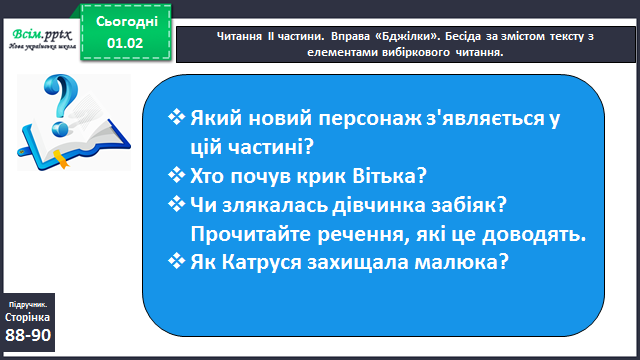 Всім.pptx
Нова українська школа
Сьогодні
01.02
Читання II частини. Вправа «Бджілки». Бесіда за змістом тексту з
елементами вибіркового читання.
❖ Який новий персонаж з'являється у
цій частині?
❖ Хто почув крик Вітька?
❖ Чи злякалась дівчинка забіяк?
Прочитайте речення, які це доводять.
❖ Як Катруся захищала малюка?
Підручник.
Сторінка
88-90